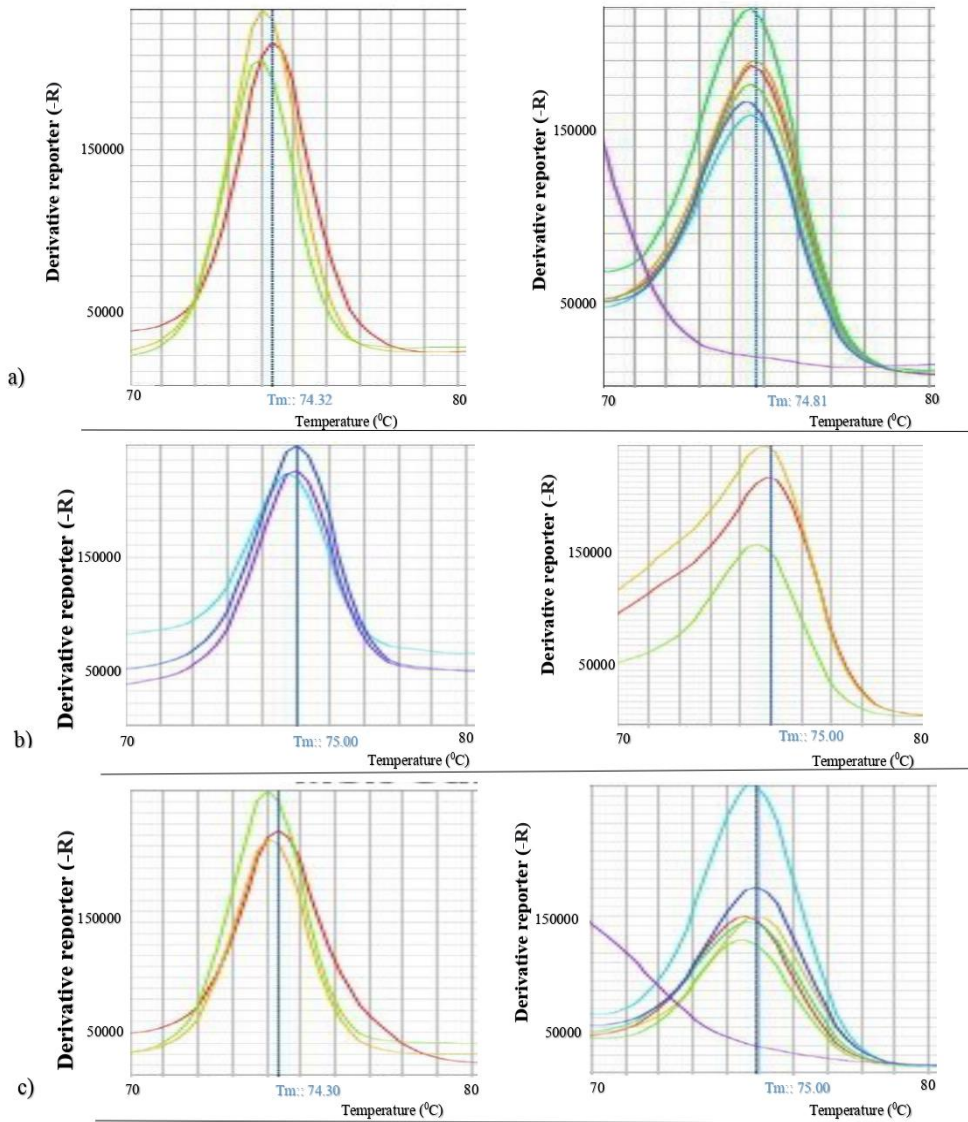 Derivative reporter (-R)
150000
50000
70
80
Tm:: 74.32
Temperature (⁰C)
Derivative reporter (-R)
150000
50000
70
80
Tm:: 74.81
Temperature (⁰C)
a)
Derivative reporter (-R)
150000
50000
70
80
Tm:: 75.00
Temperature (⁰C)
Derivative reporter (-R)
150000
50000
70
80
Tm:: 75.00
Temperature (⁰C)
b)
Derivative reporter (-R)
150000
50000
70
80
Tm:: 74.30
Temperature (⁰C)
Derivative reporter (-R)
150000
50000
70
80
Tm:: 75.00
Temperature (⁰C)
c)